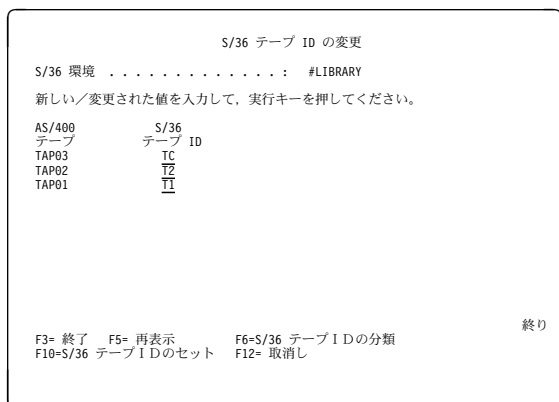 S/36 テープ ID の変更
S/36 環境 . . . . . . . . . . . . . . : #LIBRARY
新しい／変更された値を入力して，実行キーを押してください。
AS/400 S/36
テープ テープ ID
TAP03 TC
TAP02 T2
TAP01 T1
終り
F3= 終了 F5= 再表示 F6=S/36 テープＩＤの分類
F10=S/36 テープＩＤのセット F12= 取消し